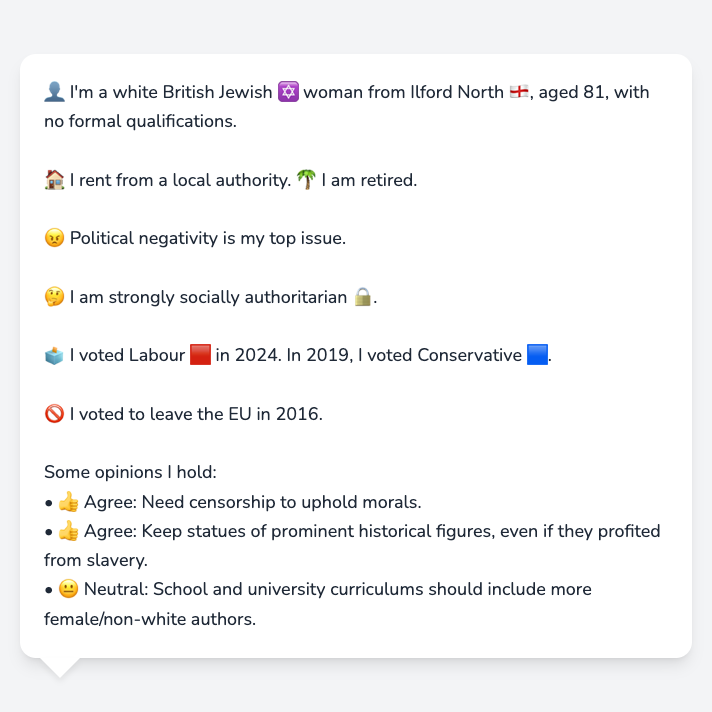 👤 I'm a white British Jewish 🔯 woman from Ilford North 🏴󠁧󠁢󠁥󠁮󠁧󠁿, aged 81, with
no formal qualifications.
🏠 I rent from a local authority. 🌴 I am retired.
😠 Political negativity is my top issue.
🤔 I am strongly socially authoritarian 🔒.
🗳️ I voted Labour 🟥 in 2024. In 2019, I voted Conservative 🟦.
🚫 I voted to leave the EU in 2016.
Some opinions I hold:
• 👍 Agree: Need censorship to uphold morals.
• 👍 Agree: Keep statues of prominent historical figures, even if they profited
from slavery.
• 😐 Neutral: School and university curriculums should include more
female/non-white authors.